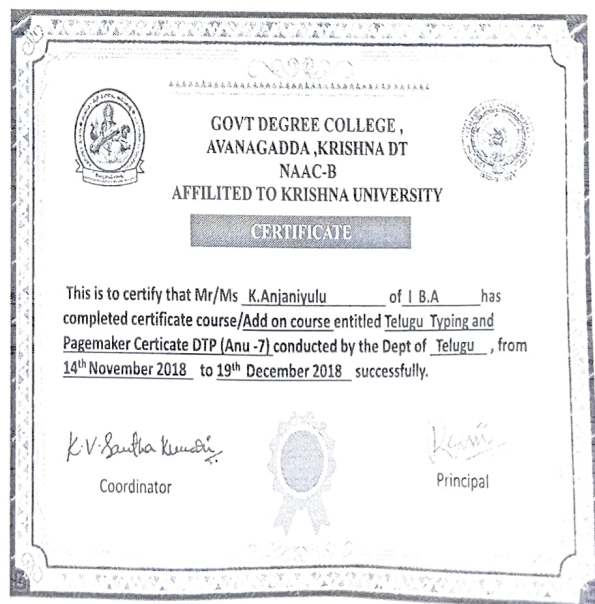 GOVT DEGREE COLLEGE ,
AVANAGADDA ,KRISHNA DT
NAAC-B
AFFILITED TO KRISHNA UNIVERSITY
CERTIFICATE
This is to certify that Mr/Ms K.Anjaniyulu of I B.A has
completed certificate course/Add on course entitled Telugu Typing and
Pagemaker Certicate DTP (Anu -7) conducted by the Dept of Telugu , from
14th November 2018 to 19th December 2018 successfully.
K.V.Santha Kumari
Coordinator
Principal